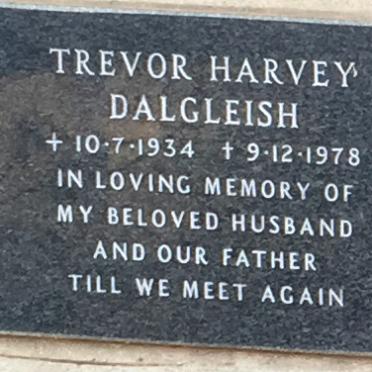 TREVOR HARVEY
DALGLEISH
+ 10·7·1934 † 9·12·1978
IN LOVING MEMORY OF
MY BELOVED HUSBAND
AND OUR FATHER
TILL WE MEET AGAIN